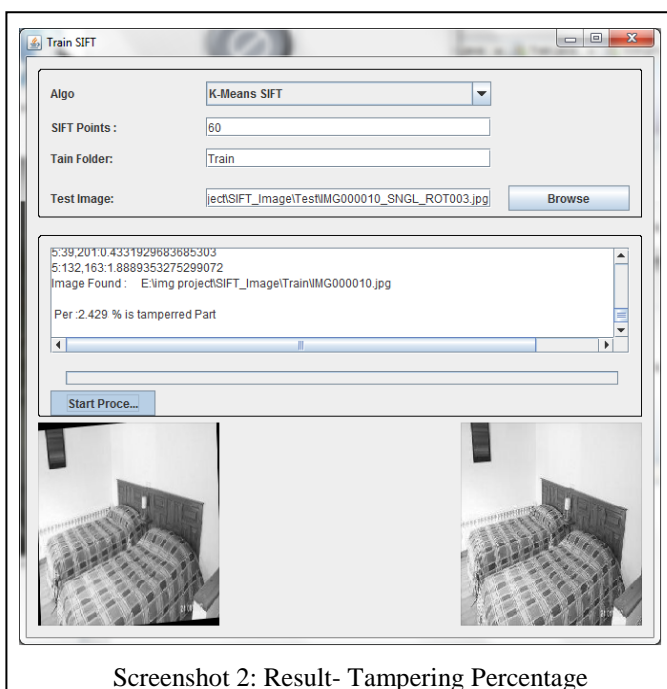 Train SIFT
Algo K-Means SIFT
SIFT Points : 60
Tain Folder: Train
Test Image: ject\SIFT_Image\Test\IMG000010_SNGL_ROT003.jpg Browse
5:39,201:0.4331929683685303
5:132,163:1.8889353275299072
Image Found : E:\img project\SIFT_Image\Train\IMG000010.jpg
Per :2.429 % is tamperred Part
Start Proce...
Screenshot 2: Result- Tampering Percentage